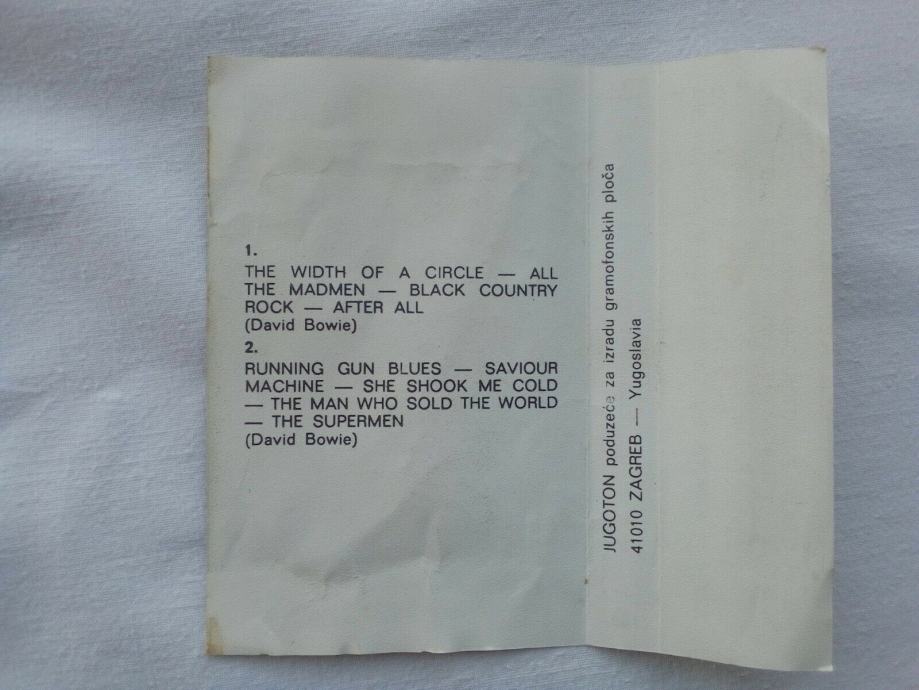 1.
THE WIDTH OF A CIRCLE — ALL
THE MADMEN — BLACK COUNTRY
ROCK — AFTER ALL
(David Bowie)
2.
RUNNING GUN BLUES — SAVIOUR
MACHINE — SHE SHOOK ME COLD
— THE MAN WHO SOLD THE WORLD
— THE SUPERMEN
(David Bowie)
JUGOTON poduzeće za izradu gramofonskih ploča
41010 ZAGREB — Yugoslavia